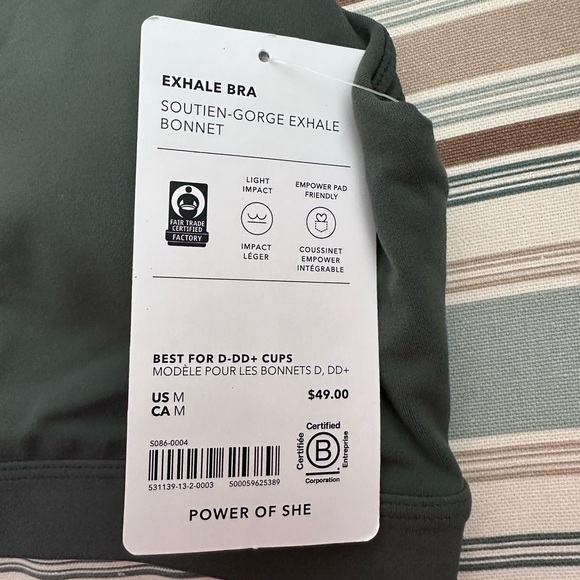 EXHALE BRA
SOUTIEN-GORGE EXHALE
BONNET
FAIR TRADE
CERTIFIED
FACTORY
LIGHT
IMPACT
IMPACT
LÉGER
EMPOWER PAD
FRIENDLY
COUSSINET
EMPOWER
INTÉGRABLE
BEST FOR D-DD+ CUPS
MODÈLE POUR LES BONNETS D, DD+
US M
CA M
$49.00
S086-0004
531139-13-2-0003 500059625389
Certified
Certifiée
B
Entreprise
Corporation
POWER OF SHE